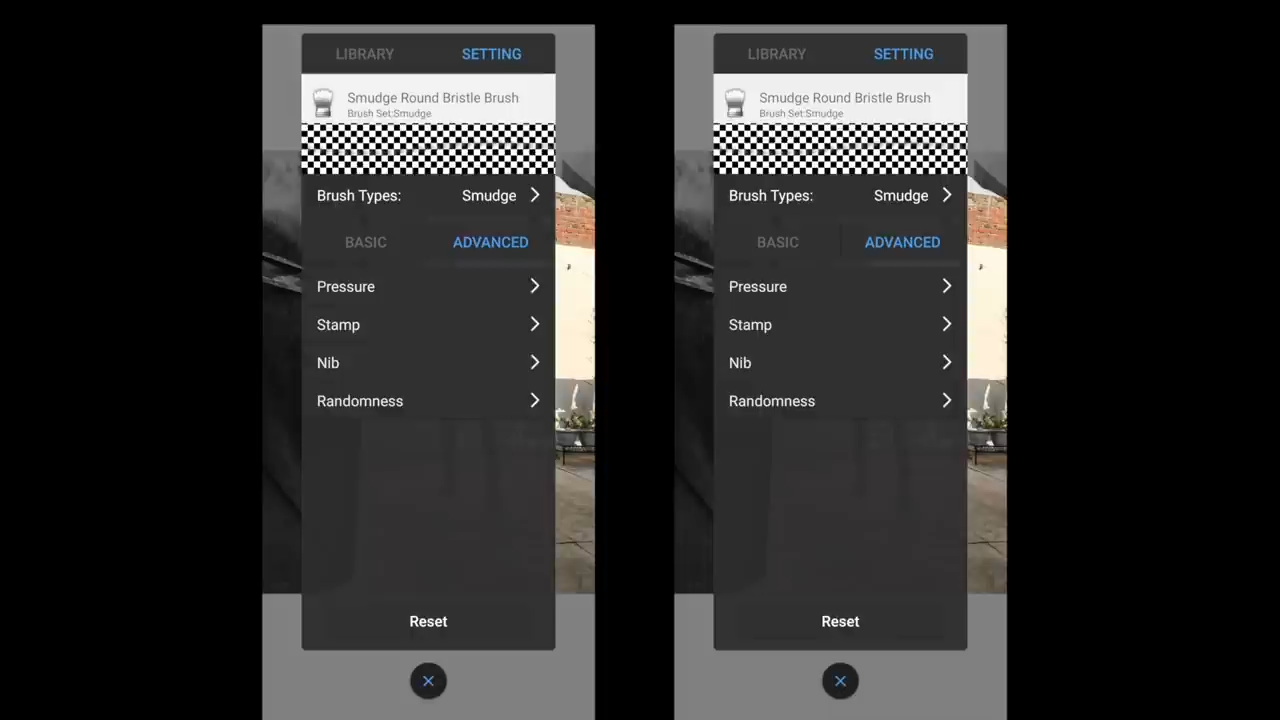 LIBRARY SETTING
Smudge Round Bristle Brush
Brush Set:Smudge
Brush Types: Smudge
BASIC ADVANCED
Pressure
Stamp
Nib
Randomness
Reset
LIBRARY SETTING
Smudge Round Bristle Brush
Brush Set:Smudge
Brush Types: Smudge
BASIC ADVANCED
Pressure
Stamp
Nib
Randomness
Reset